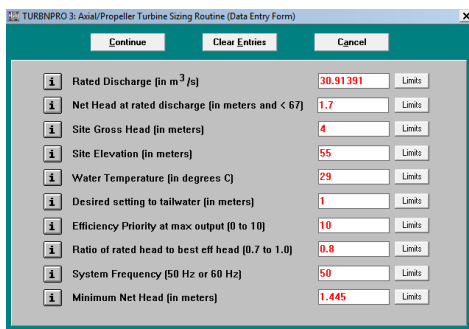 TURBNPRO 3: Axial/Propeller Turbine Sizing Routine (Data Entry Form) x
Continue Clear Entries Cancel
i Rated Discharge (in m3/s) 30.91391 Limits
i Net Head at rated discharge (in meters and < 67) 1.7 Limits
i Site Gross Head (in meters) 4 Limits
i Site Elevation (in meters) 55 Limits
i Water Temperature (in degrees C) 29 Limits
i Desired setting to tailwater (in meters) 1 Limits
i Efficiency Priority at max output (0 to 10) 10 Limits
i Ratio of rated head to best eff head (0.7 to 1.0) 0.8 Limits
i System Frequency (50 Hz or 60 Hz) 50 Limits
i Minimum Net Head (in meters) 1.445 Limits